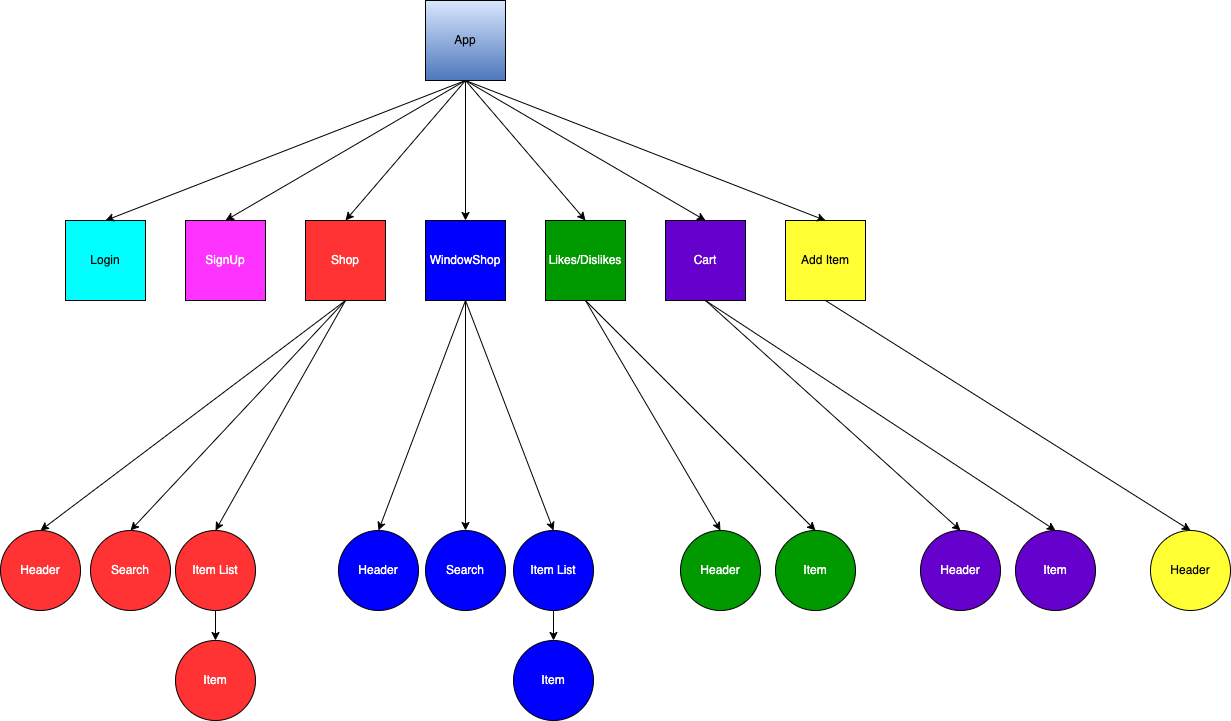 App
Login
SignUp
Shop
WindowShop
Likes/Dislikes
Cart
Add Item
Header
Search
Item List
Header
Search
Item List
Header
Item
Header
Item
Header
Item
Item